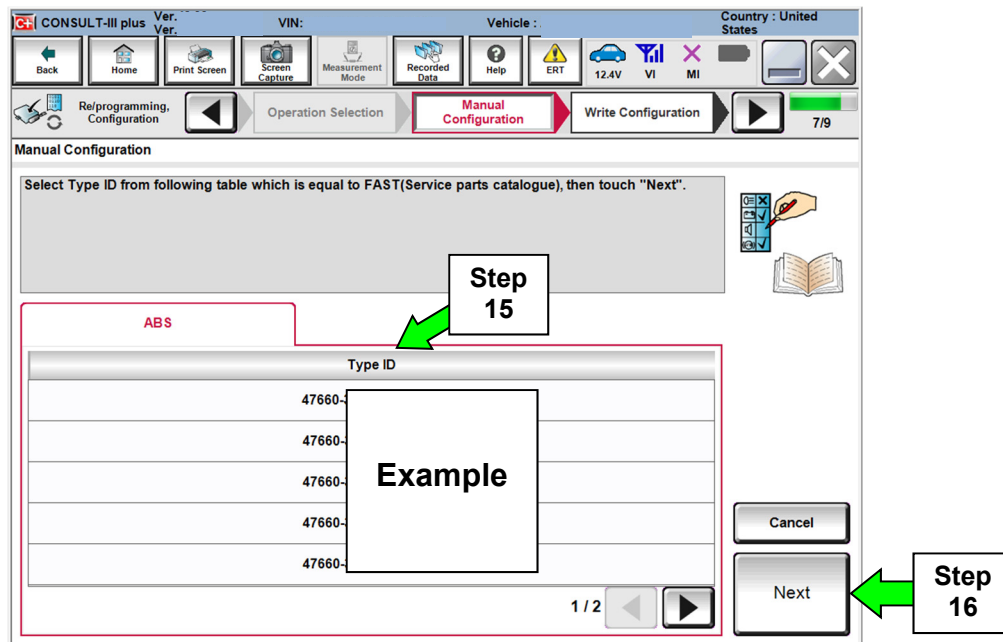 C+ CONSULT-III plus Ver.
Ver.
VIN:
Vehicle :
Country : United
States
Back
Home
Print Screen
Screen
Capture
Measurement
Mode
Recorded
Data
Help
ERT
12.4V
VI
MI
Re/programming,
Configuration
Operation Selection
Manual
Configuration
Write Configuration
7/9
Manual Configuration
Select Type ID from following table which is equal to FAST(Service parts catalogue), then touch "Next".
Step
15
ABS
Type ID
47660-
47660-
47660-
47660-
47660-
Example
Cancel
Next
1 / 2
Step
16